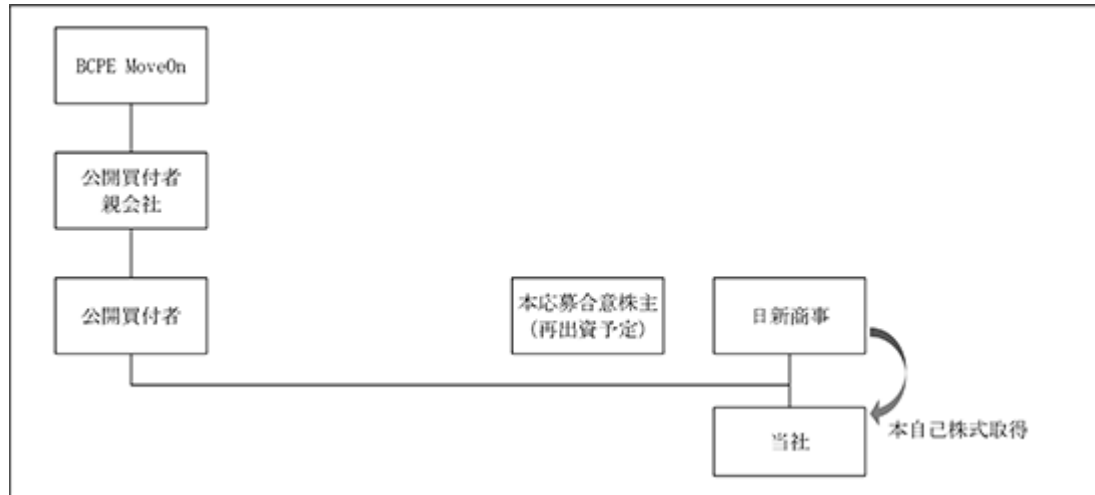 BCPE MoveOn
公開買付者
親会社
公開買付者
本応募合意株主
（再出資予定）
日新商事
当社
本自己株式取得